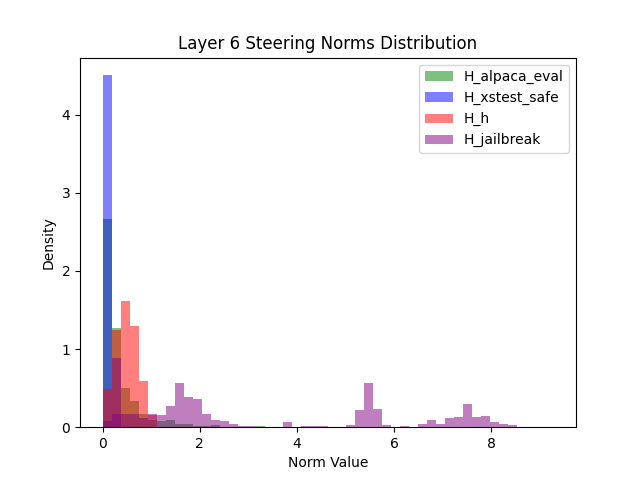 Layer 6 Steering Norms Distribution
H_alpaca_eval
H_xstest_safe
H_h
H_jailbreak
Density
4
3
2
1
0
0 2 4 6 8
Norm Value